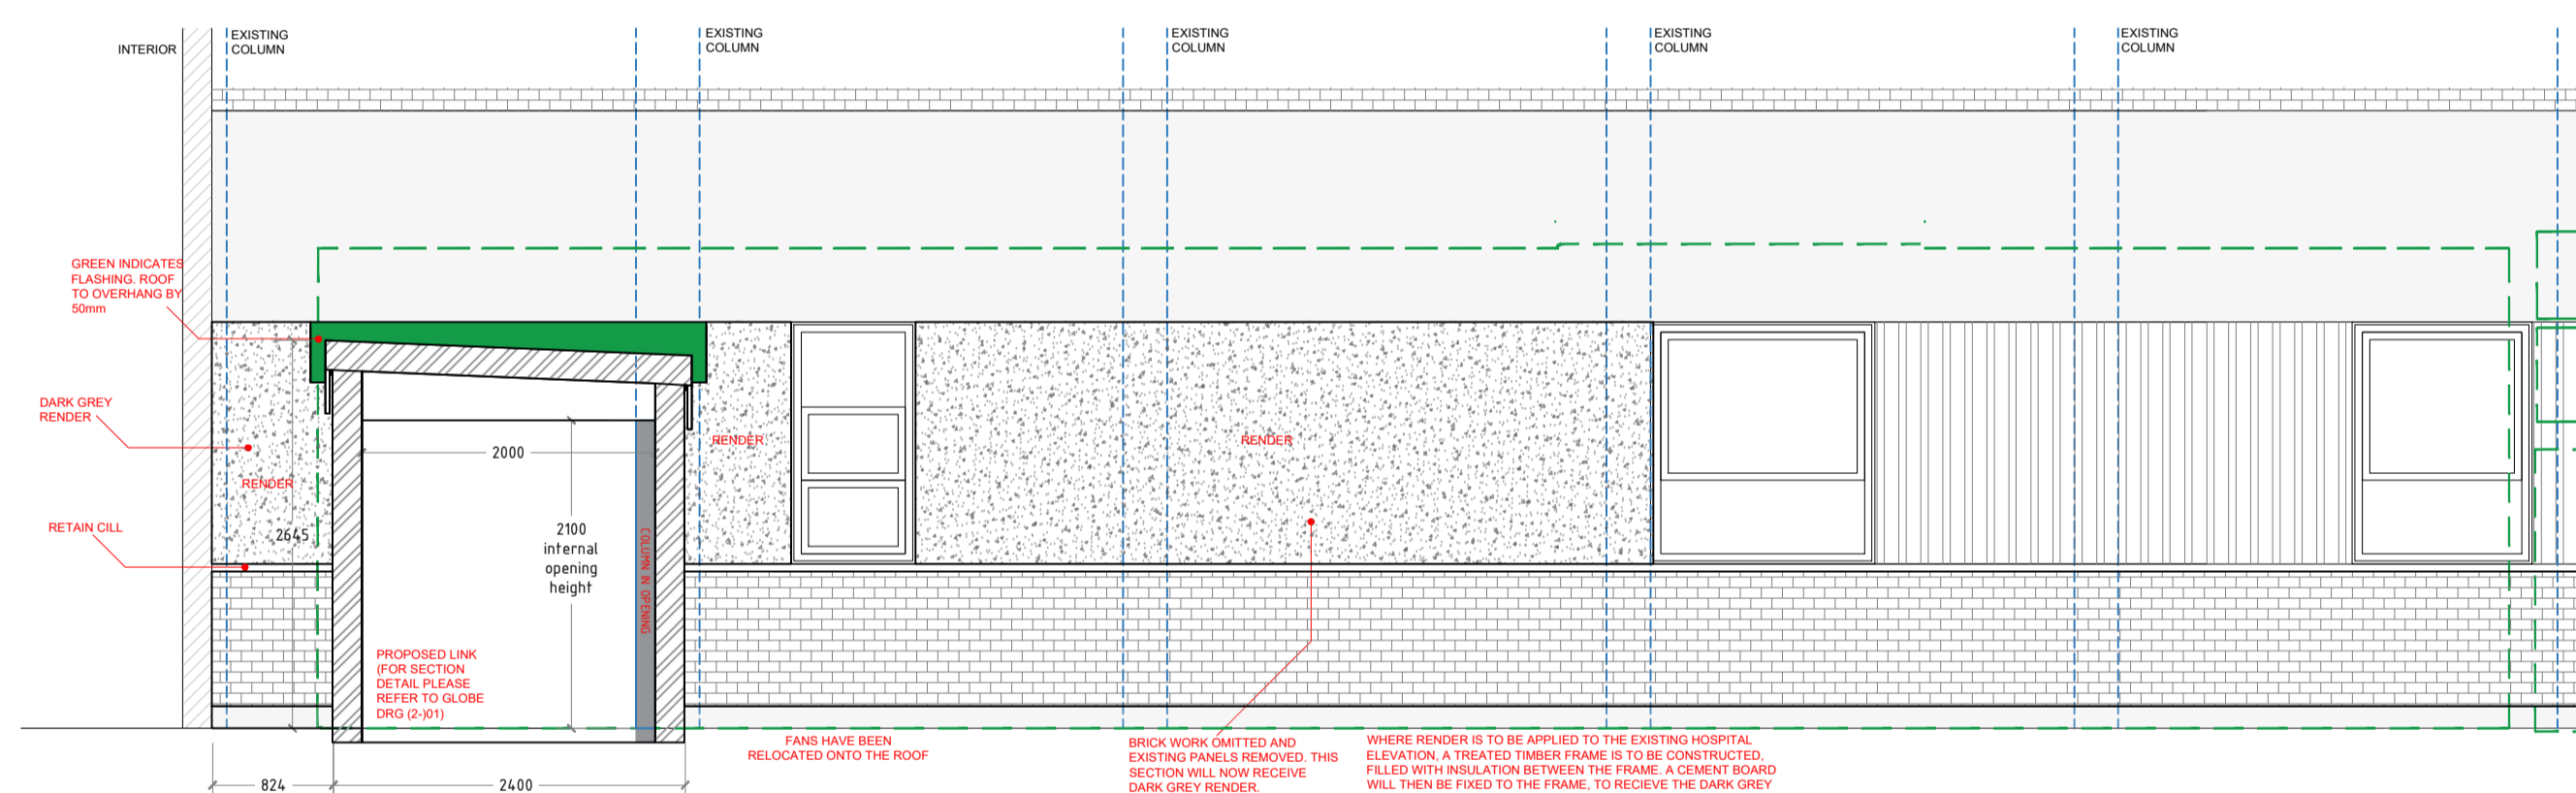 INTERIOR
EXISTING
COLUMN
EXISTING
COLUMN
EXISTING
COLUMN
EXISTING
COLUMN
EXISTING
COLUMN
GREEN INDICATES
FLASHING. ROOF
TO OVERHANG BY
50mm
DARK GREY
RENDER
RENDER
RETAIN CILL
2645
2000
2100
internal
opening
height
COLUMN IN OPENING
RENDER
RENDER
PROPOSED LINK
(FOR SECTION
DETAIL PLEASE
REFER TO GLOBE
DRG (2-)01)
FANS HAVE BEEN
RELOCATED ONTO THE ROOF
BRICK WORK OMITTED AND
EXISTING PANELS REMOVED. THIS
SECTION WILL NOW RECEIVE
DARK GREY RENDER.
WHERE RENDER IS TO BE APPLIED TO THE EXISTING HOSPITAL
ELEVATION, A TREATED TIMBER FRAME IS TO BE CONSTRUCTED,
FILLED WITH INSULATION BETWEEN THE FRAME. A CEMENT BOARD
WILL THEN BE FIXED TO THE FRAME, TO RECIEVE THE DARK GREY
824
2400